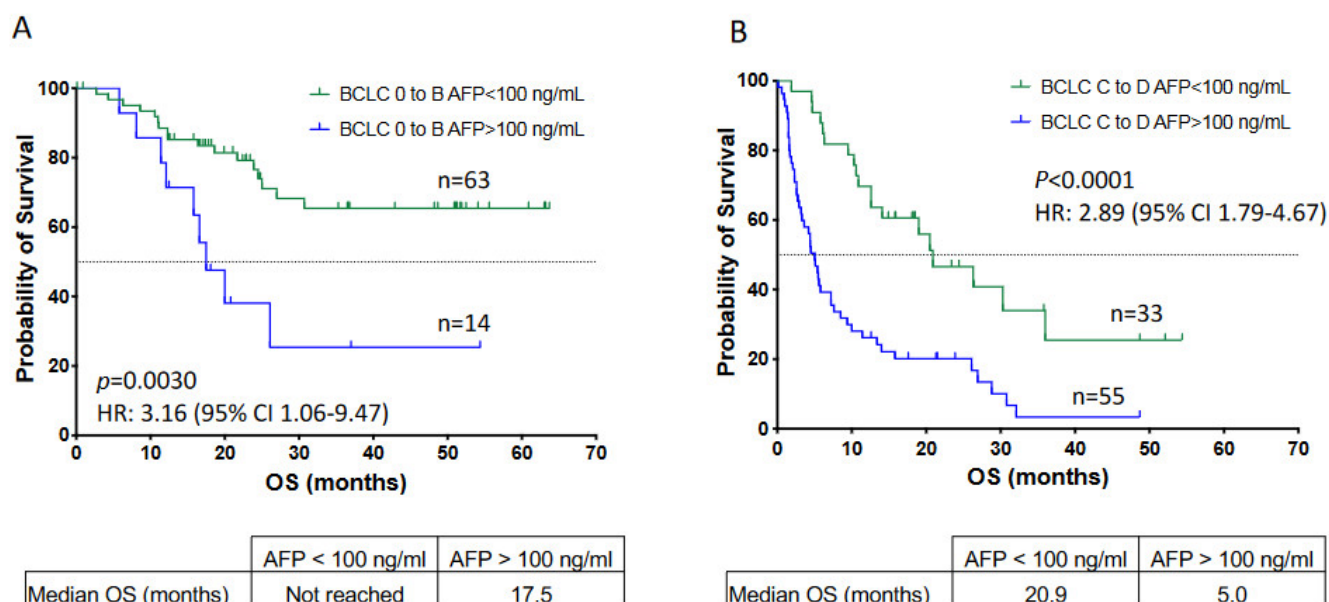 A
BCLC 0 to B AFP<100 ng/mL
BCLC 0 to B AFP>100 ng/mL
n=63
n=14
p=0.0030
HR: 3.16 (95% CI 1.06-9.47)
Probability of Survival
100
80
60
40
20
0
0 10 20 30 40 50 60 70
OS (months)
AFP < 100 ng/ml AFP > 100 ng/ml
Median OS (months) Not reached 17.5
B
BCLC C to D AFP<100 ng/mL
BCLC C to D AFP>100 ng/mL
P<0.0001
HR: 2.89 (95% CI 1.79-4.67)
n=33
n=55
Probability of Survival
100
80
60
40
20
0
0 10 20 30 40 50 60 70
OS (months)
AFP < 100 ng/ml AFP > 100 ng/ml
Median OS (months) 20.9 5.0